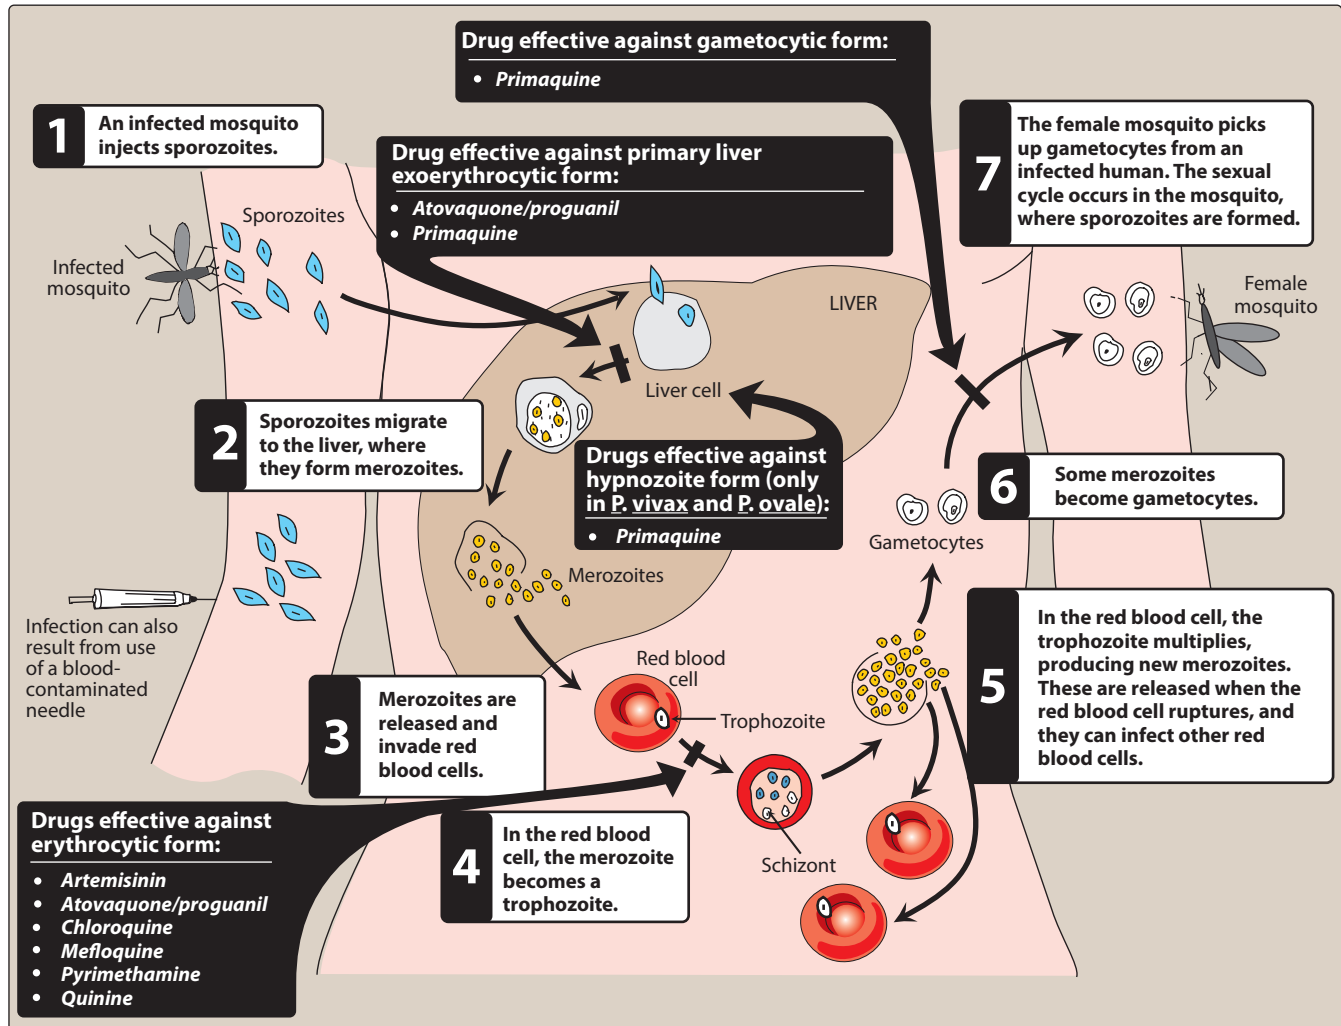 Drug effective against gametocytic form:
• Primaquine
1
An infected mosquito
injects sporozoites.
Drug effective against primary liver
exoerythrocytic form:
• Atovaquone/proguanil
• Primaquine
7
The female mosquito picks
up gametocytes from an
infected human. The sexual
cycle occurs in the mosquito,
where sporozoites are formed.
Sporozoites
Infected
mosquito
LIVER
Female
mosquito
Liver cell
2
Sporozoites migrate
to the liver, where
they form merozoites.
Drugs effective against
hypnozoite form (only
in P. vivax and P. ovale):
• Primaquine
6
Some merozoites
become gametocytes.
Gametocytes
Merozoites
Infection can also
result from use
of a blood-
contaminated
needle
5
In the red blood cell, the
trophozoite multiplies,
producing new merozoites.
These are released when the
red blood cell ruptures, and
they can infect other red
blood cells.
Red blood
cell
3
Merozoites are
released and
invade red
blood cells.
Trophozoite
Schizont
4
In the red blood
cell, the merozoite
becomes a
trophozoite.
Drugs effective against
erythrocytic form:
• Artemisinin
• Atovaquone/proguanil
• Chloroquine
• Mefloquine
• Pyrimethamine
• Quinine